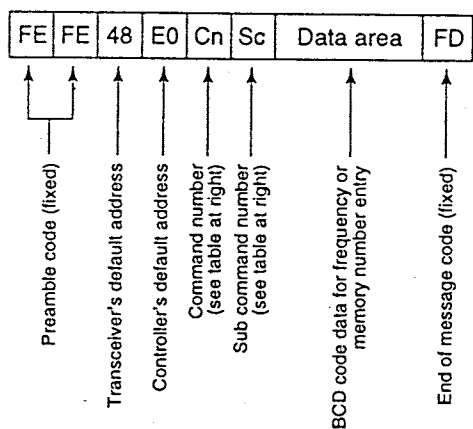 FE FE 48 E0 Cn Sc Data area FD
Preamble code (fixed)
Transceiver's default address
Controller's default address
Command number
(see table at right)
Sub command number
(see table at right)
BCD code data for frequency or
memory number entry
End of message code (fixed)